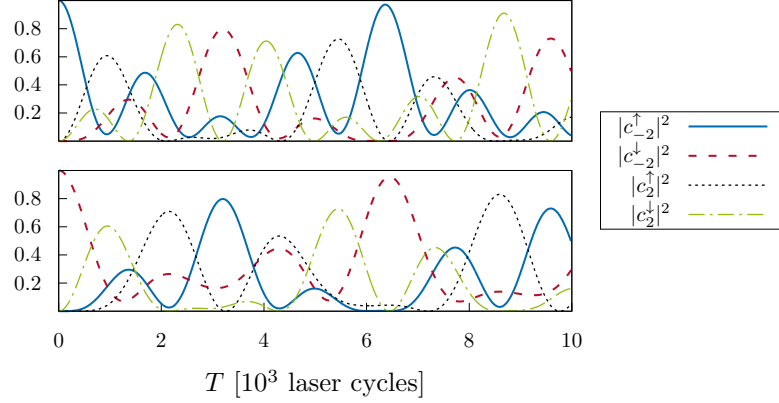 0.8
0.6
0.4
0.2
0.8
0.6
0.4
0.2
0 2 4 6 8 10
T [10³ laser cycles]
|c↑₋₂|²
|c↓₋₂|²
|c↑₂|²
|c↓₂|²